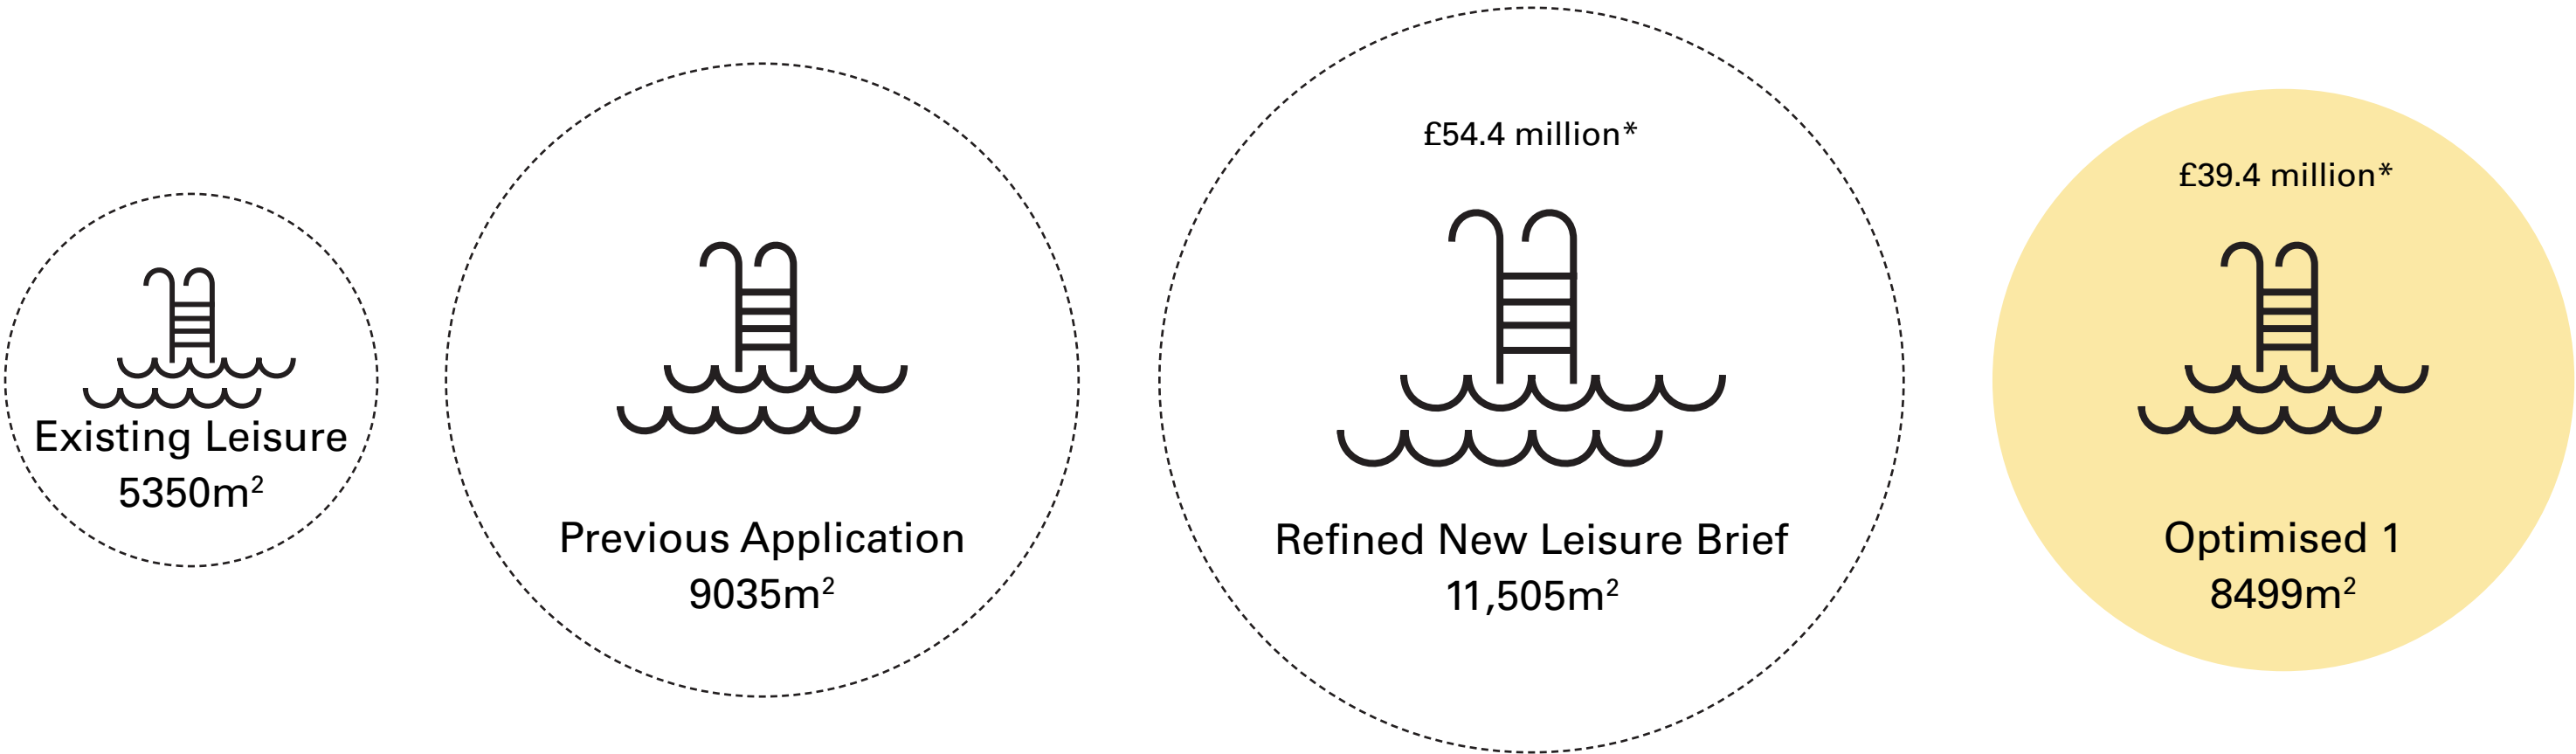 Existing Leisure
5350m²
Previous Application
9035m²
£54.4 million*
Refined New Leisure Brief
11,505m²
£39.4 million*
Optimised 1
8499m²